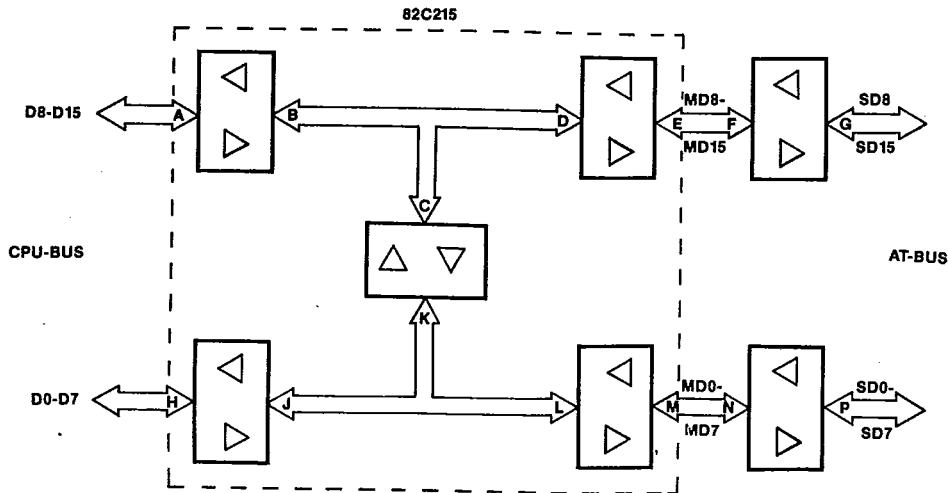 82C215
D8-D15
A
B
D
E
MD8-
MD15
F
G
SD8
SD15
C
CPU-BUS
AT-BUS
K
D0-D7
H
J
L
M
MD0-
MD7
N
P
SD0-
SD7